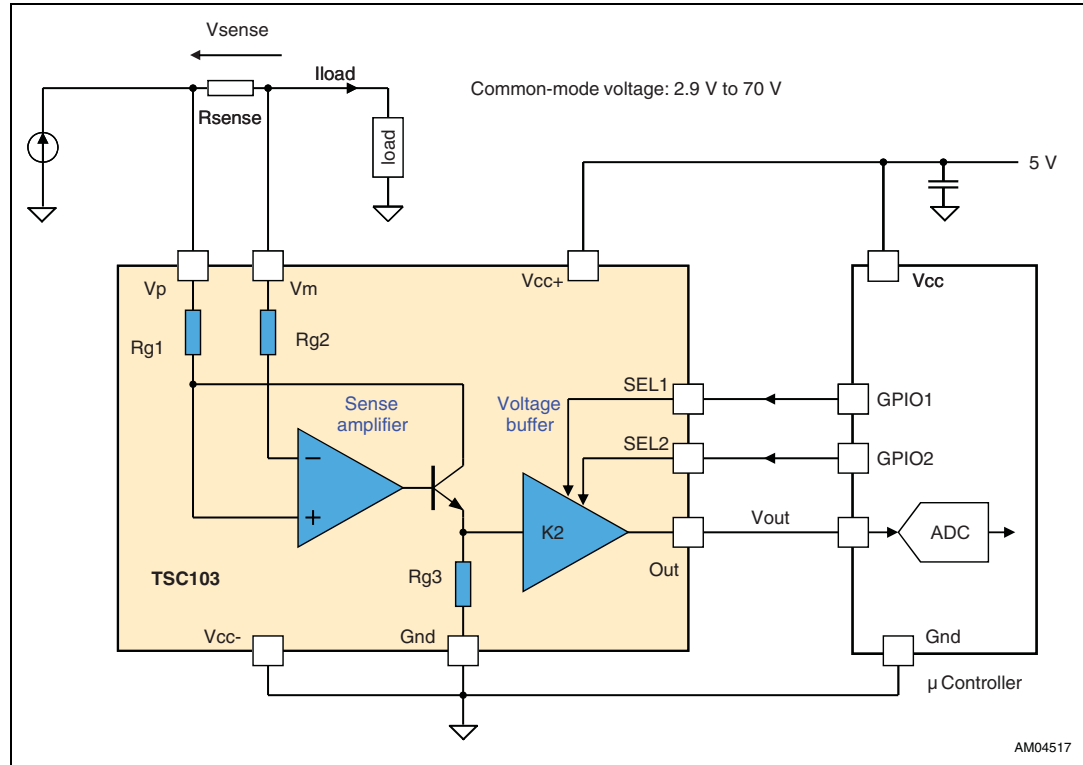 Vsense
Iload
Common-mode voltage: 2.9 V to 70 V
Rsense
load
5 V
Vp
Vm
Vcc+
Vcc
Rg1
Rg2
SEL1
GPIO1
Sense
amplifier
Voltage
buffer
SEL2
GPIO2
−
+
K2
Vout
ADC
Out
Rg3
TSC103
Vcc-
Gnd
Gnd
µ Controller
AM04517